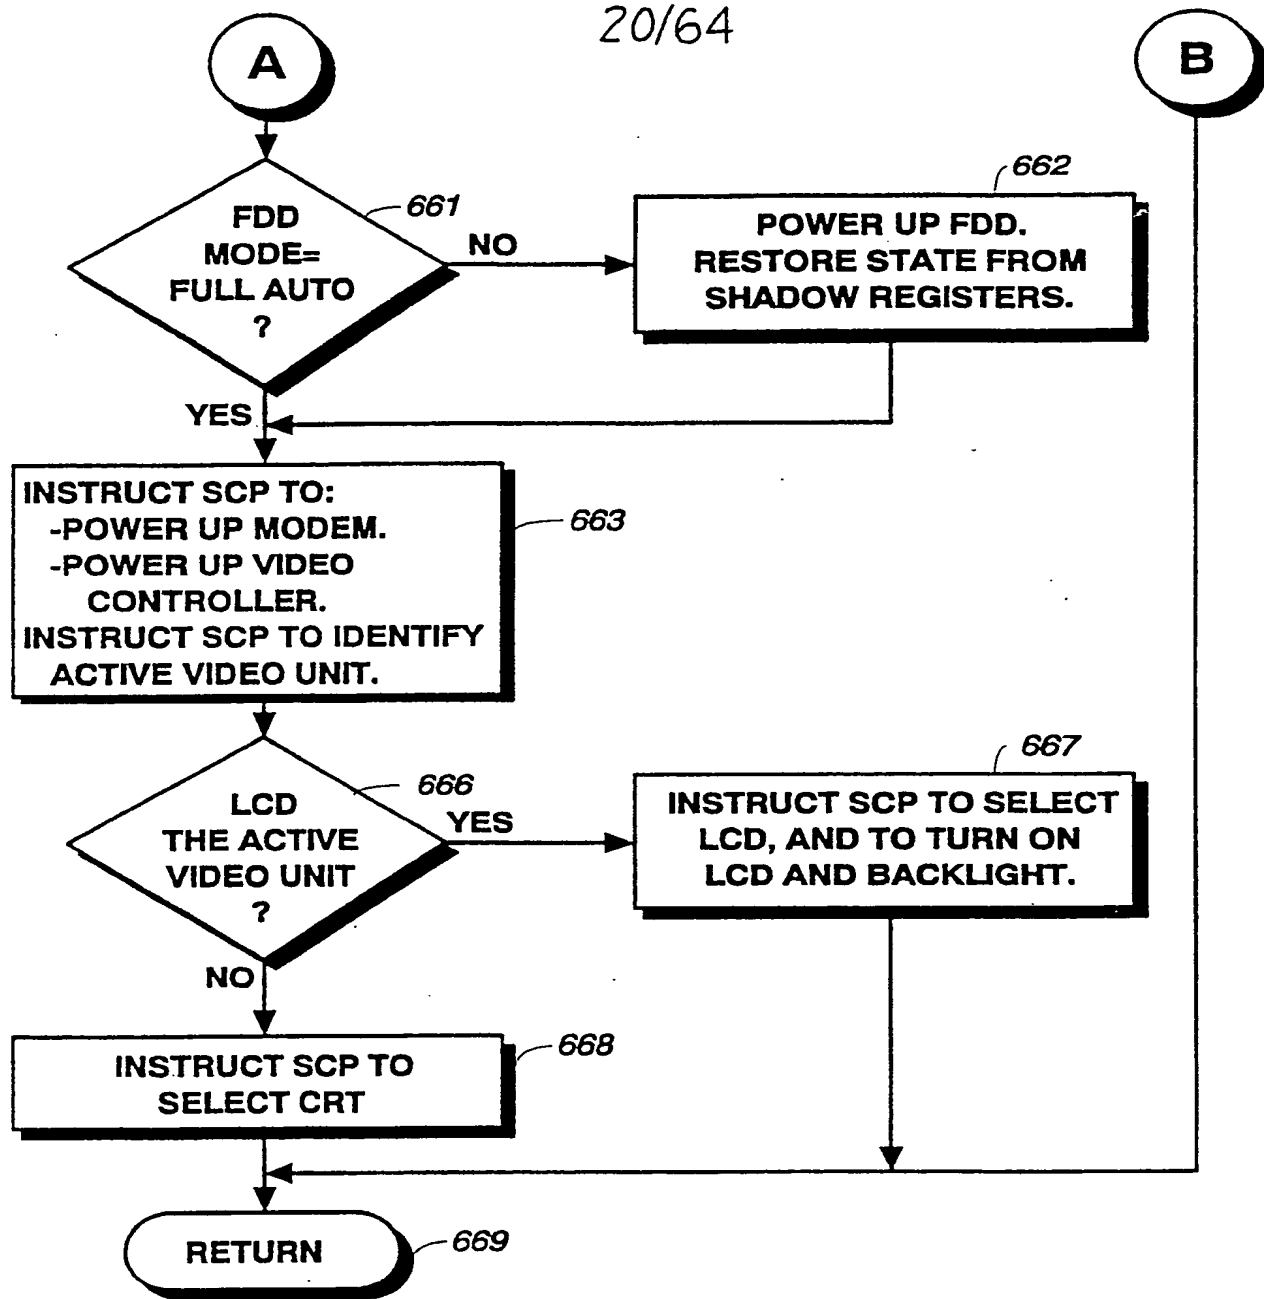 20/64
A
B
FDD
MODE=
FULL AUTO
?
661
NO
662
POWER UP FDD.
RESTORE STATE FROM
SHADOW REGISTERS.
YES
INSTRUCT SCP TO:
-POWER UP MODEM.
-POWER UP VIDEO
CONTROLLER.
INSTRUCT SCP TO IDENTIFY
ACTIVE VIDEO UNIT.
663
LCD
THE ACTIVE
VIDEO UNIT
?
666
YES
667
INSTRUCT SCP TO SELECT
LCD, AND TO TURN ON
LCD AND BACKLIGHT.
NO
INSTRUCT SCP TO
SELECT CRT
668
RETURN
669